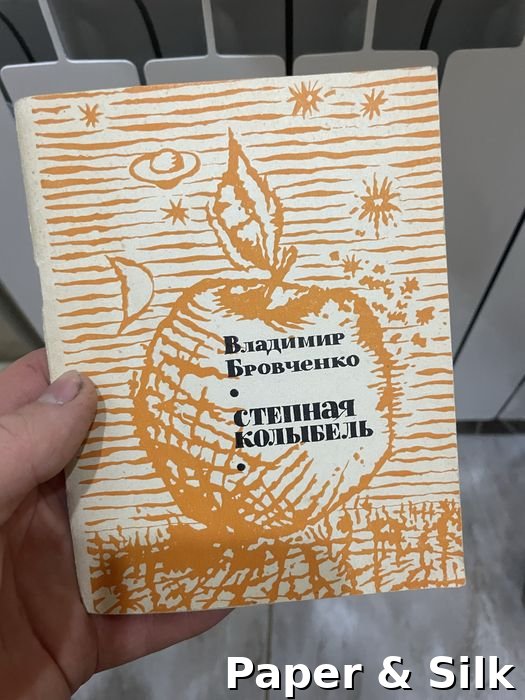 Владимир
Бровченко
•
степная
колыбель
•
Paper & Silk